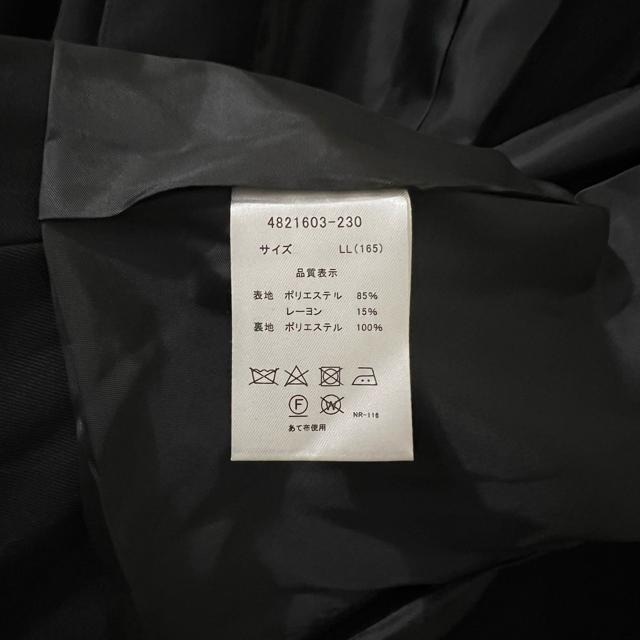 4821603-230
サイズ LL(165)
品質表示
表地 ポリエステル 85%
レーヨン 15%
裏地 ポリエステル 100%
F W
NR-116
あて布使用